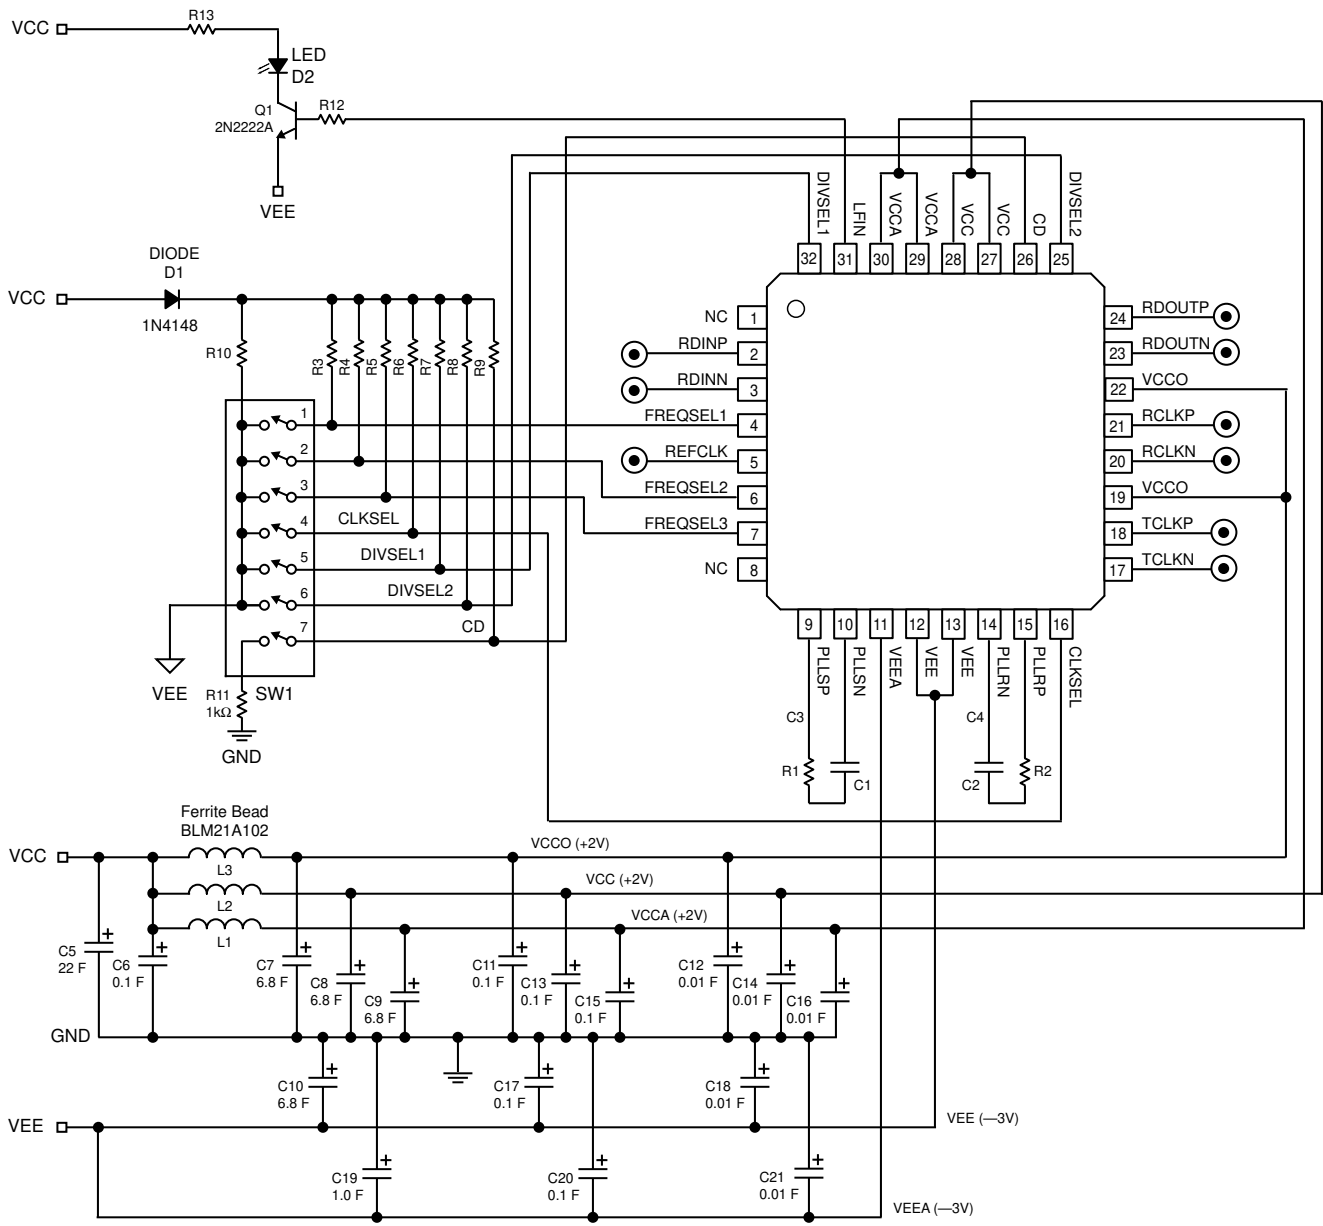 R13
VCC
LED
D2
Q1
2N2222A
R12
VEE
DIODE
D1
VCC
1N4148
R10
R3
R4
R5
R6
R7
R8
R9
1
2
3
4
5
6
7
CLKSEL
DIVSEL1
DIVSEL2
CD
VEE
SW1
R11
1kΩ
GND
DIVSEL1
LFIN
VCCA
VCCA
VCC
VCC
CD
DIVSEL2
32
31
30
29
28
27
26
25
NC
1
RDINP
2
RDINN
3
FREQSEL1
4
REFCLK
5
FREQSEL2
6
FREQSEL3
7
NC
8
24
RDOUTP
23
RDOUTN
22
VCCO
21
RCLKP
20
RCLKN
19
VCCO
18
TCLKP
17
TCLKN
9
10
11
12
13
14
15
16
PLLSP
PLLSN
VEEA
VEE
VEE
PLLRN
PLLRP
CLKSEL
C3
C4
R1
C1
C2
R2
Ferrite Bead
BLM21A102
VCC
L3
L2
L1
VCCO (+2V)
VCC (+2V)
VCCA (+2V)
C5
22 F
C6
0.1 F
C7
6.8 F
C8
6.8 F
C9
6.8 F
C11
0.1 F
C13
0.1 F
C15
0.1 F
C12
0.01 F
C14
0.01 F
C16
0.01 F
+
+
+
+
+
+
+
+
+
+
+
GND
C10
6.8 F
C17
0.1 F
C18
0.01 F
+
+
+
VEE
VEE (—3V)
C19
1.0 F
C20
0.1 F
C21
0.01 F
+
+
+
VEEA (—3V)